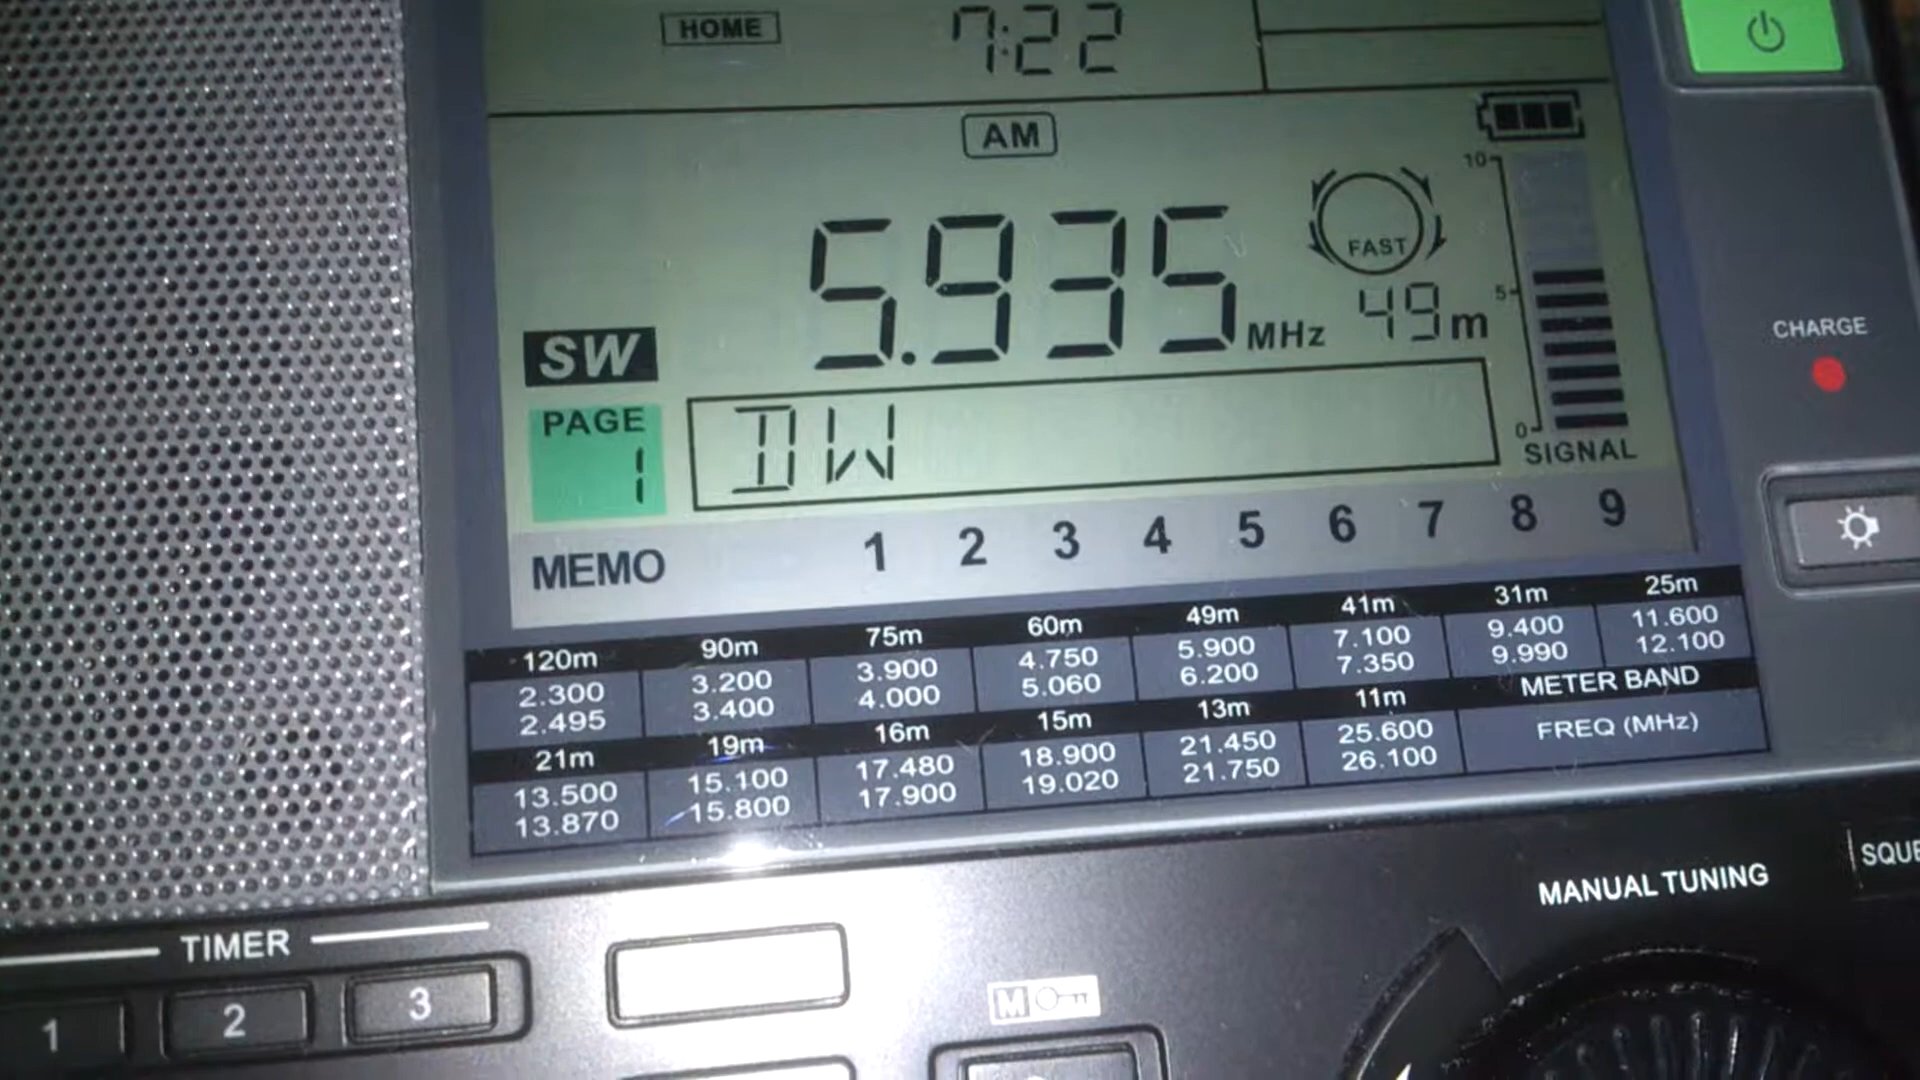 HOME 7:22
AM
10
5.935 MHz FAST 49m
5
SW
PAGE
1
DW
0
SIGNAL
CHARGE
MEMO 1 2 3 4 5 6 7 8 9
120m 90m 75m 60m 49m 41m 31m 25m
2.300 3.200 3.900 4.750 5.900 7.100 9.400 11.600
2.495 3.400 4.000 5.060 6.200 7.350 9.990 12.100
21m 19m 16m 15m 13m 11m METER BAND
13.500 15.100 17.480 18.900 21.450 25.600 FREQ (MHz)
13.870 15.800 17.900 19.020 21.750 26.100
MANUAL TUNING
SQUE
TIMER
1 2 3
M